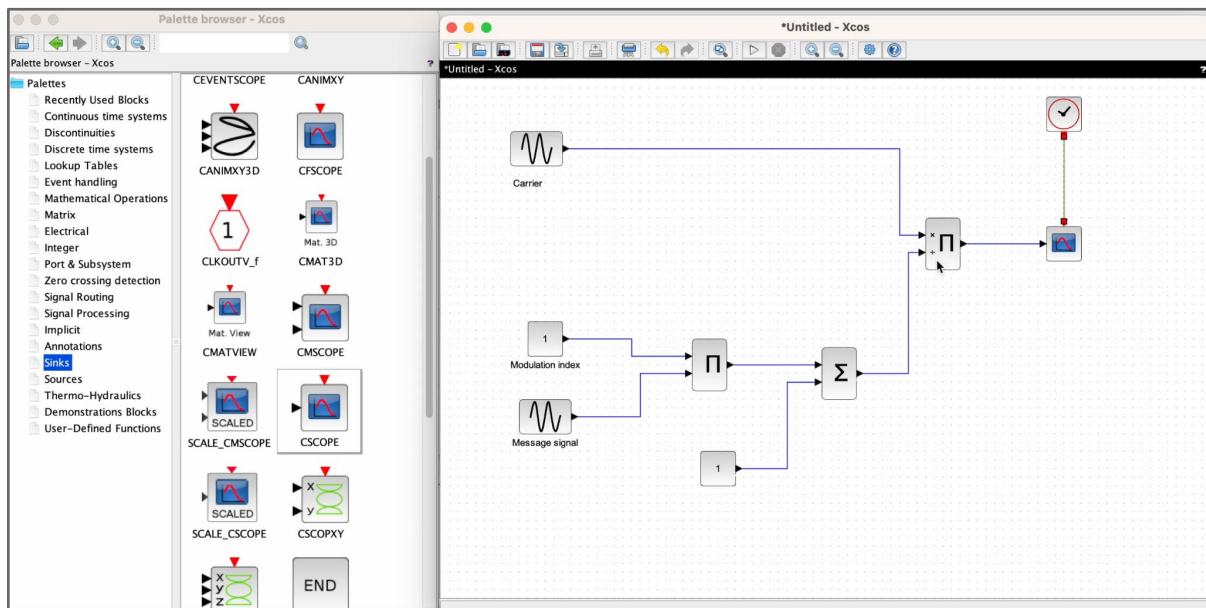 Palette browser - Xcos
Palette browser - Xcos
?
Palettes
Recently Used Blocks
Continuous time systems
Discontinuities
Discrete time systems
Lookup Tables
Event handling
Mathematical Operations
Matrix
Electrical
Integer
Port & Subsystem
Zero crossing detection
Signal Routing
Signal Processing
Implicit
Annotations
Sinks
Sources
Thermo-Hydraulics
Demonstrations Blocks
User-Defined Functions
CEVENTSCOPE CANIMXY
CANIMXY3D CFSCOPE
1 Mat. 3D
CLKOUTV_f CMAT3D
Mat. View
CMATVIEW CMSCOPE
SCALED
SCALE_CMSCOPE CSCOPE
SCALED X Y
SCALE_CSCOPE CSCOPXY
X Y Z END
*Untitled - Xcos
*Untitled - Xcos
?
Carrier
× ÷ Π
1
Modulation index
Π
Σ
Message signal
1